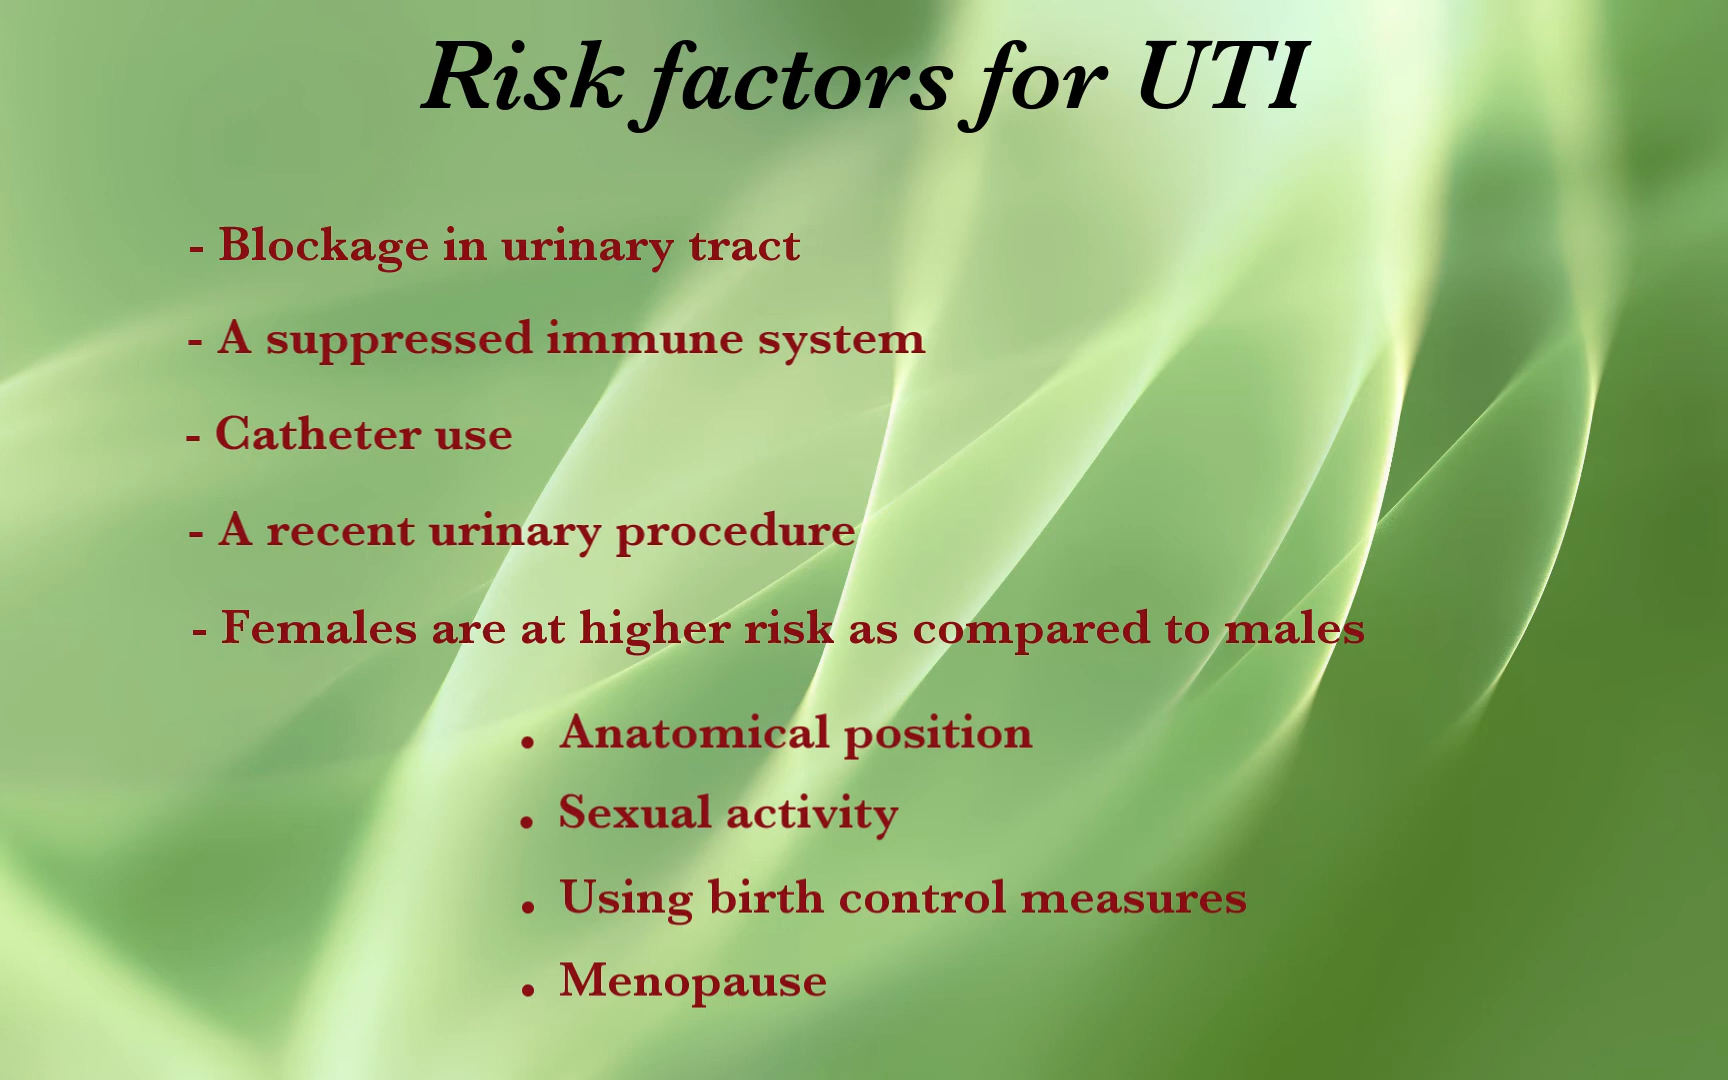 Risk factors for UTI
- Blockage in urinary tract
- A suppressed immune system
- Catheter use
- A recent urinary procedure
- Females are at higher risk as compared to males
. Anatomical position
. Sexual activity
. Using birth control measures
. Menopause